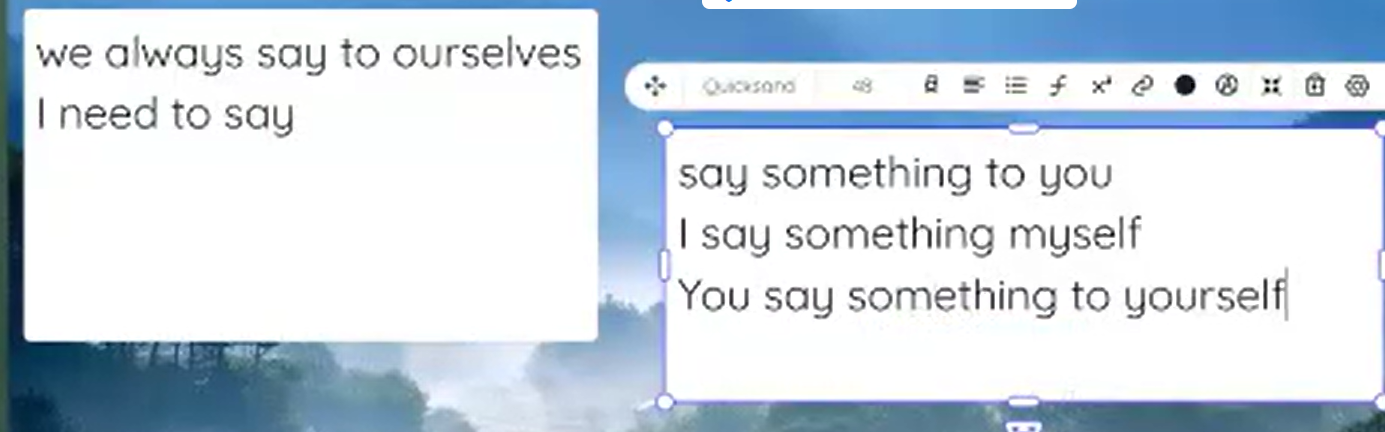 we always say to ourselves
I need to say
Quicksand
48
say something to you
I say something myself
You say something to yourself